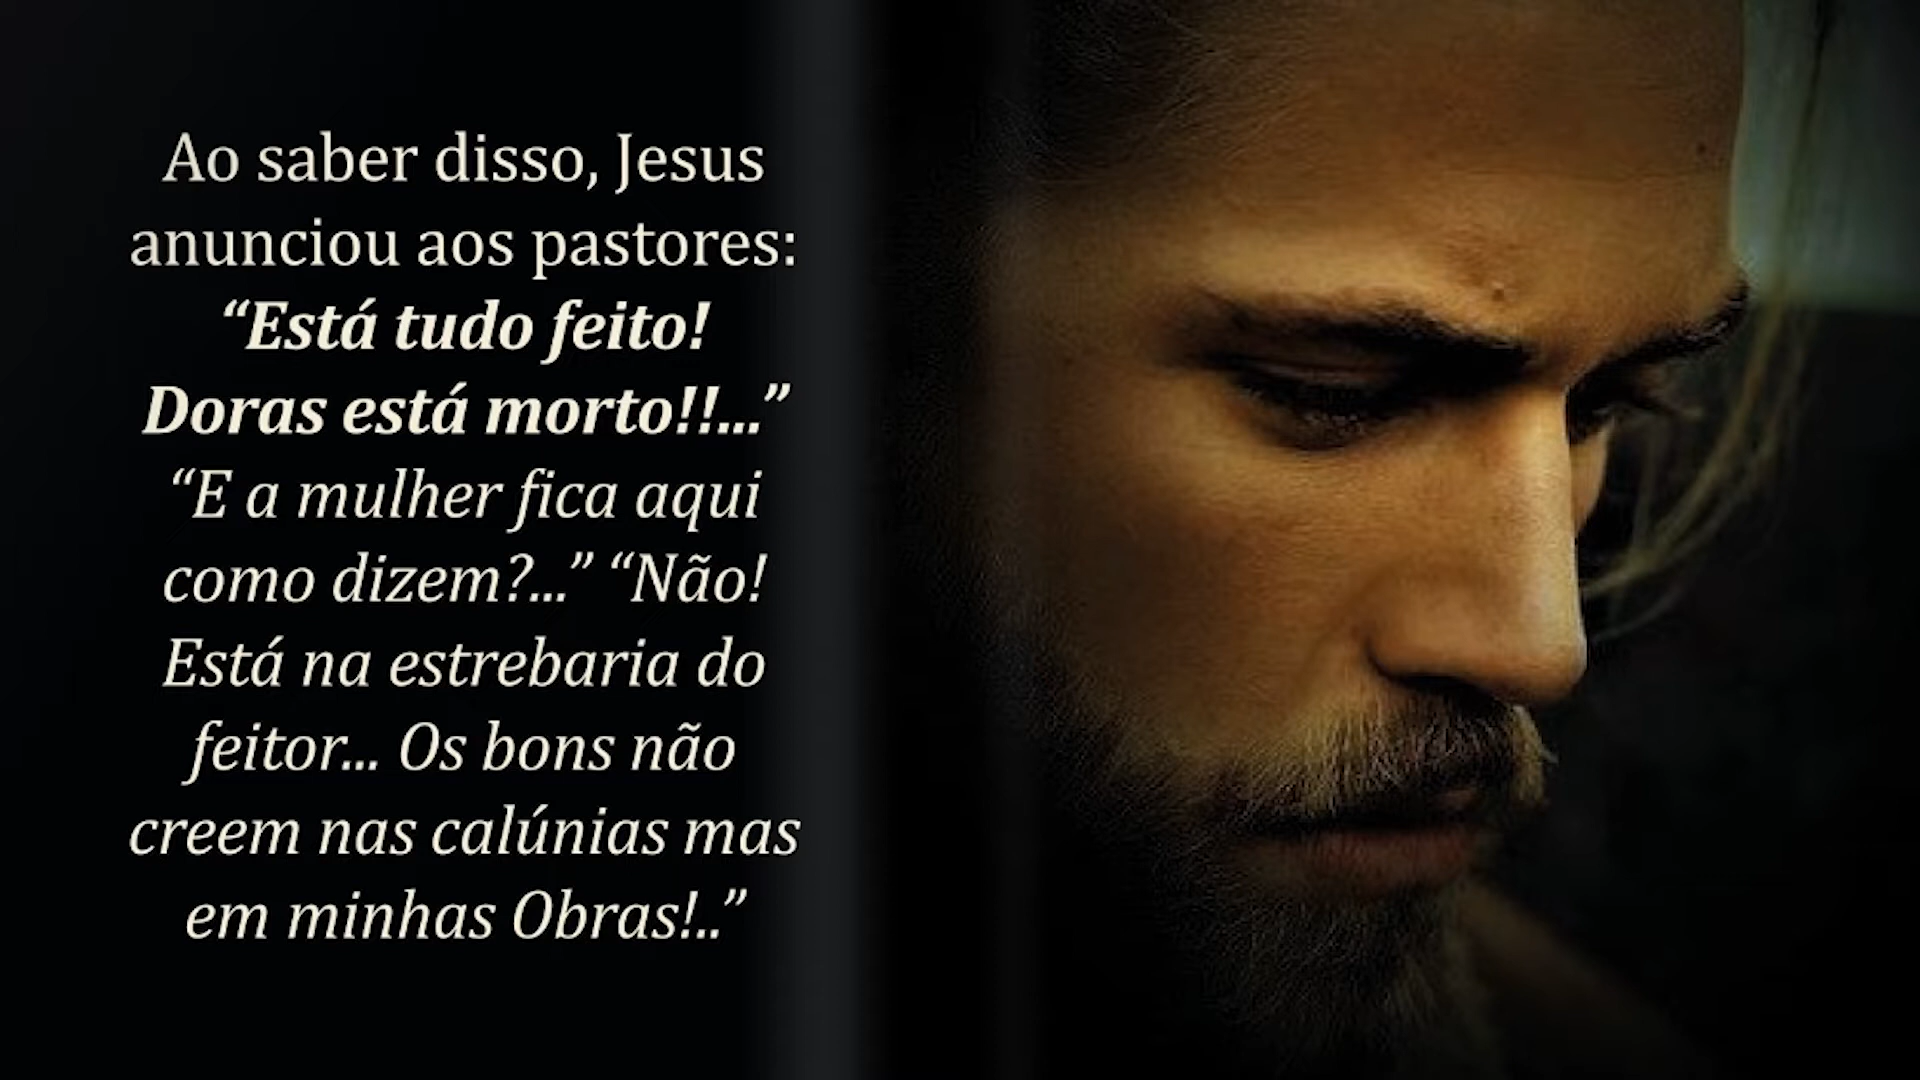 Ao saber disso, Jesus
anunciou aos pastores:
“Está tudo feito!
Doras está morto!!...”
“E a mulher fica aqui
como dizem?...” “Não!
Está na estrebaria do
feitor... Os bons não
creem nas calúnias mas
em minhas Obras!..”